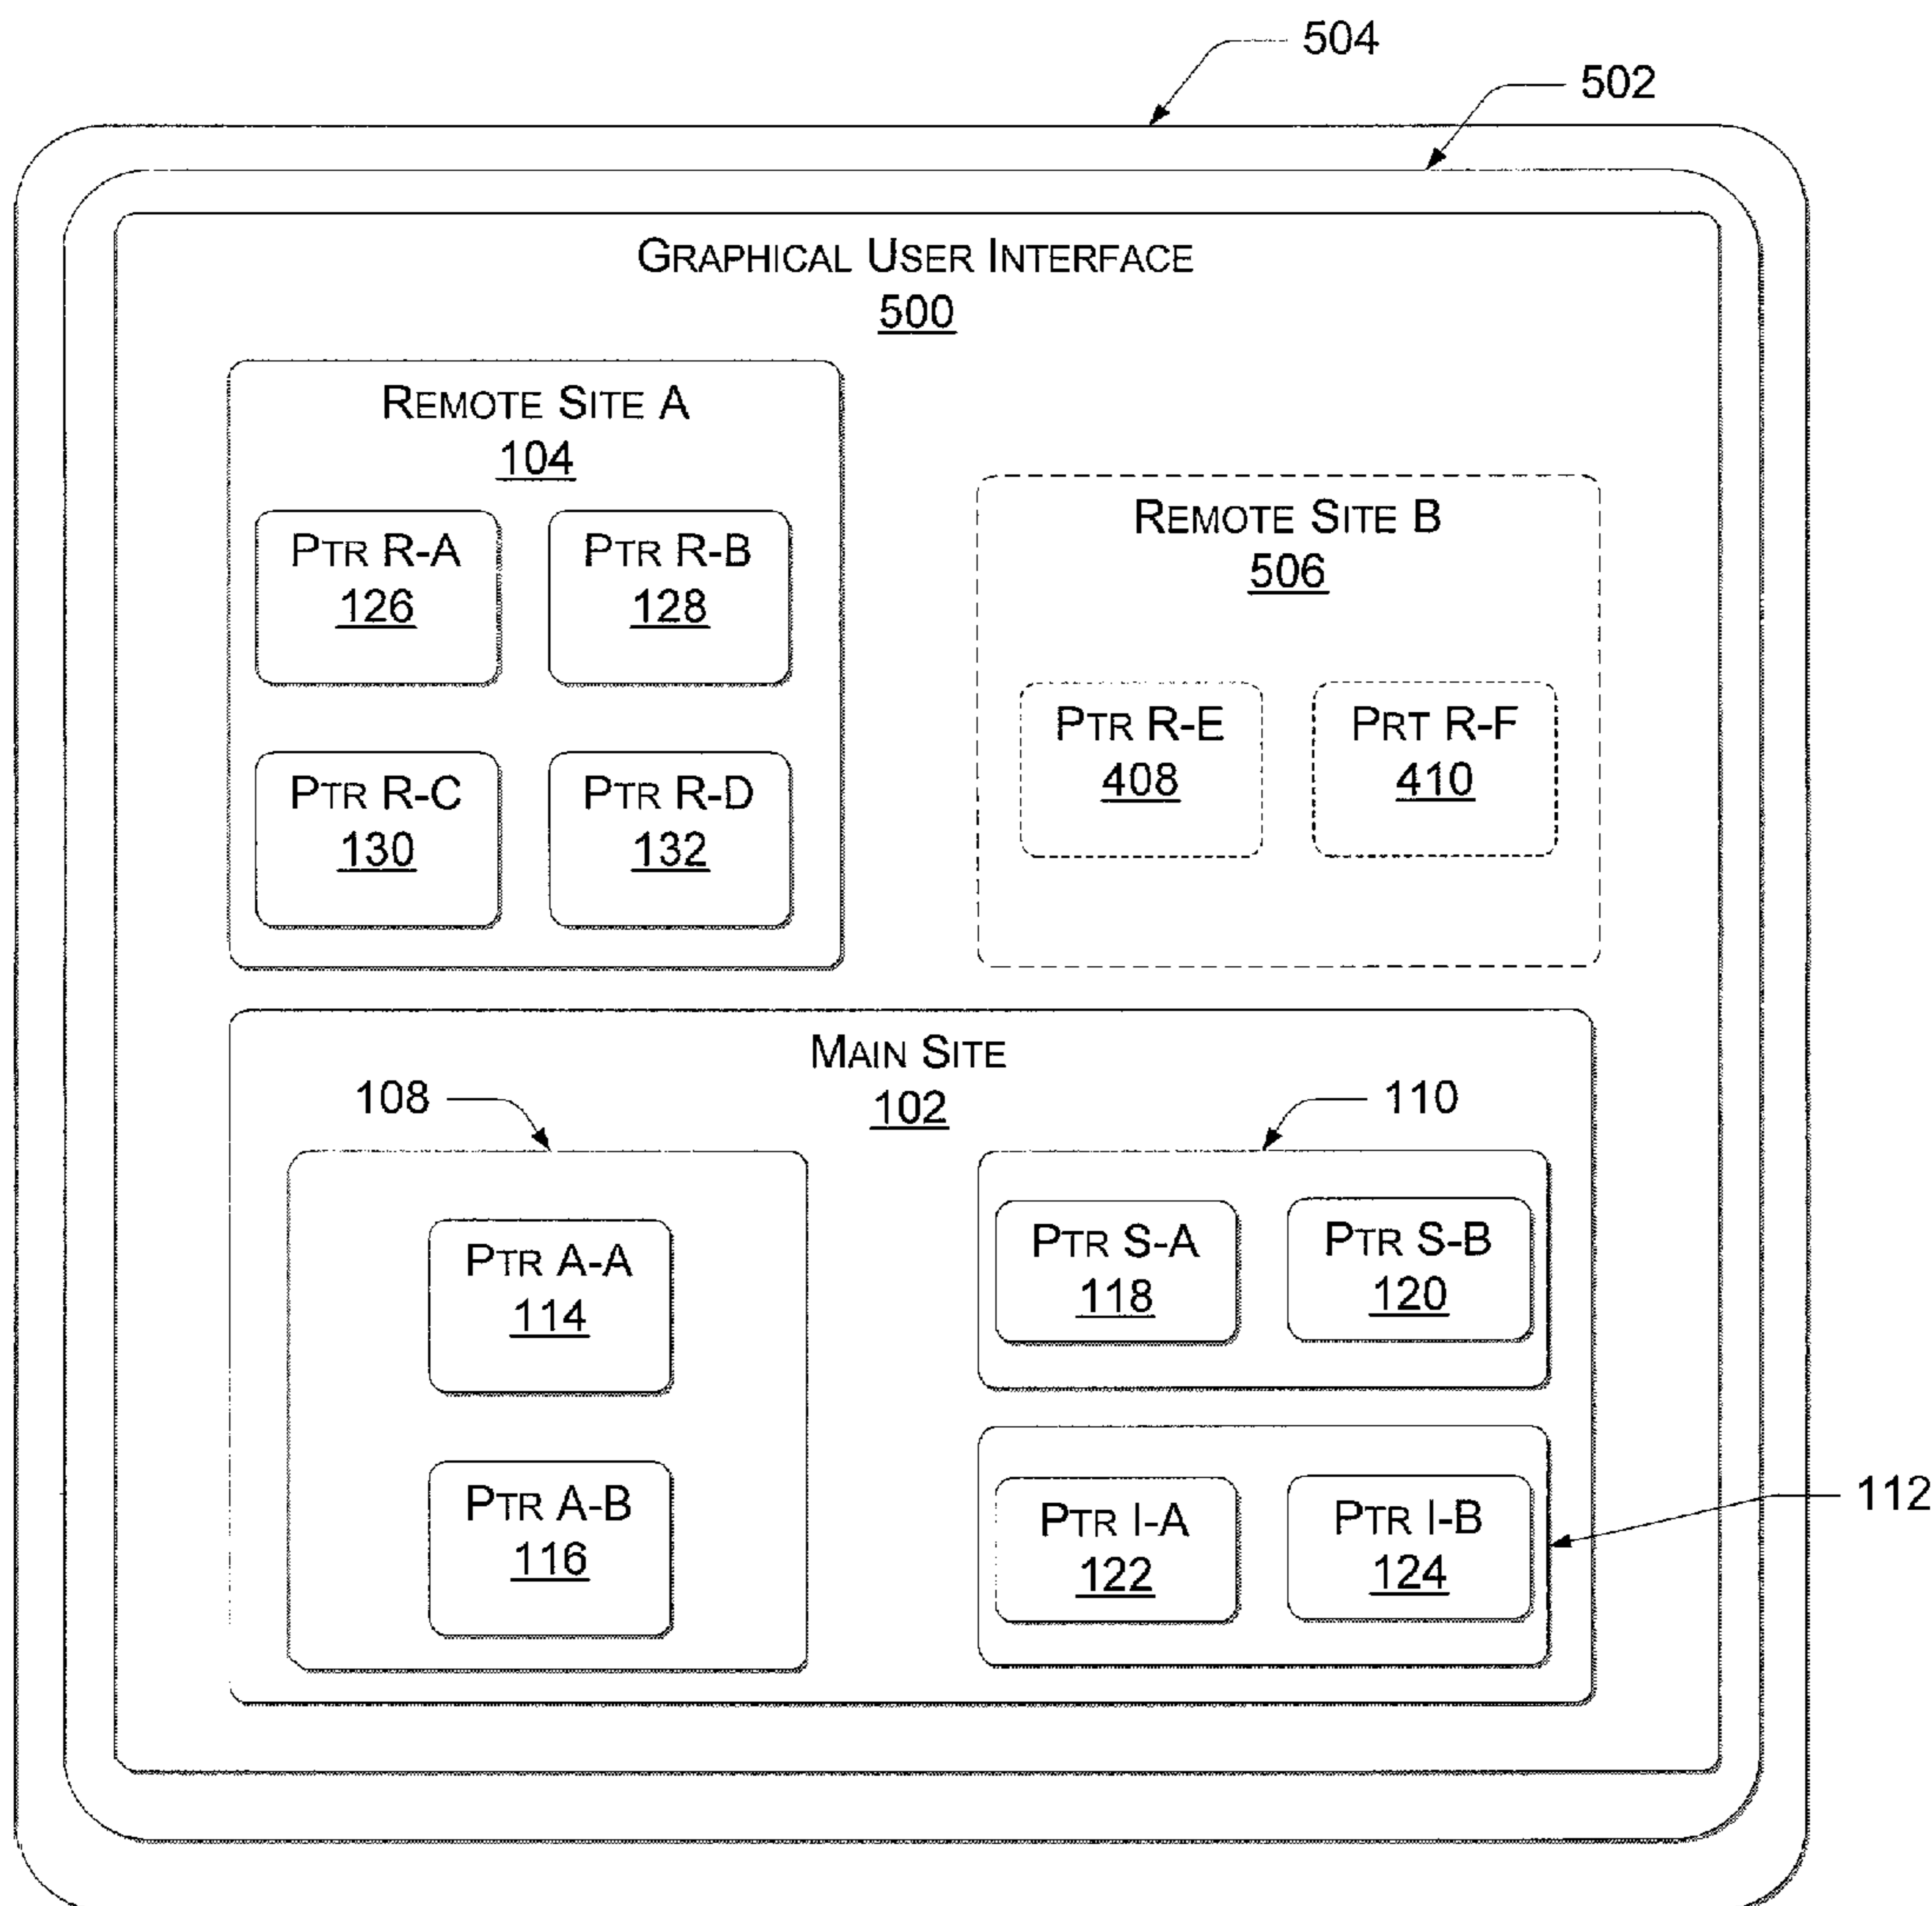 504
502
GRAPHICAL USER INTERFACE
500
REMOTE SITE A
104
PTR R-A
126
PTR R-B
128
PTR R-C
130
PTR R-D
132
REMOTE SITE B
506
PTR R-E
408
PRT R-F
410
MAIN SITE
102
108
110
PTR A-A
114
PTR A-B
116
PTR S-A
118
PTR S-B
120
PTR I-A
122
PTR I-B
124
112